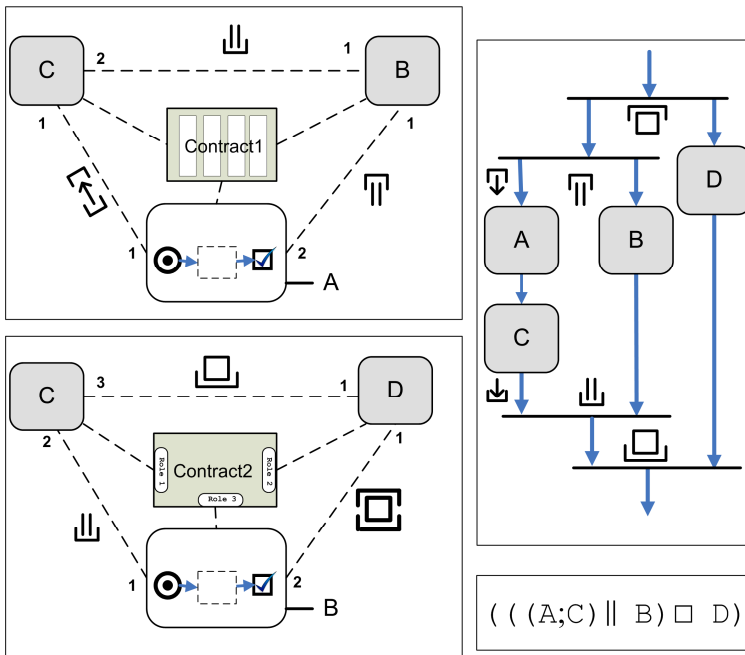 2
1
C
B
1
1
Contract1
1
2
A
C
3
1
D
2
1
Role 1
Contract2
Role 2
Role 3
1
2
B
D
A
B
C
(((A;C)|| B)□ D)